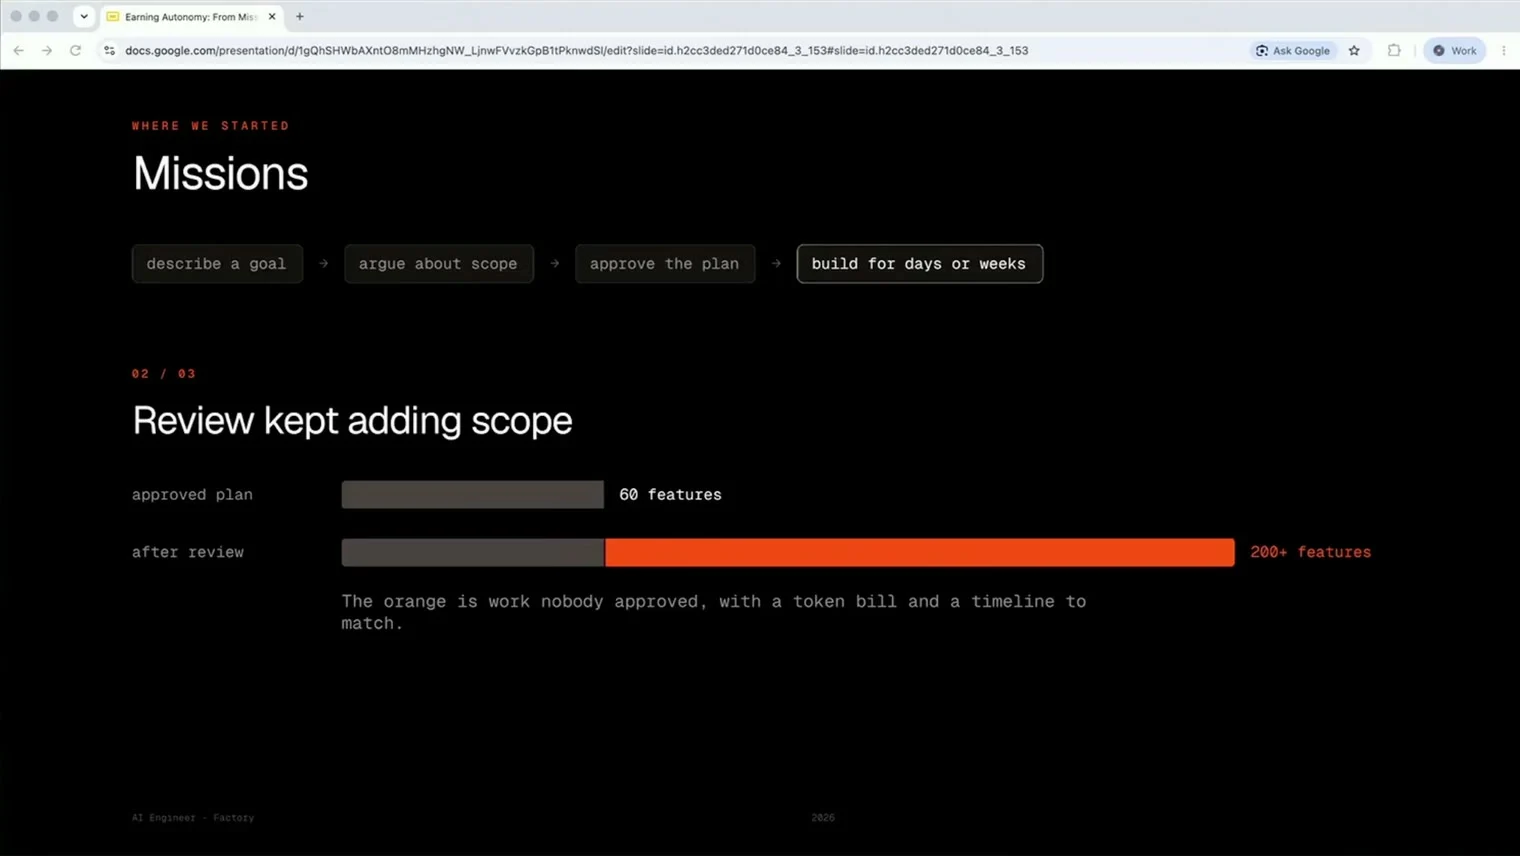 Earning Autonomy: From Miss
docs.google.com/presentation/d/1gQhSHWbAXntO8mMHzhgNW_LjnwFVvzkGpB1tPknwdSI/edit?slide=id.h2cc3ded271d0ce84_3_153#slide=id.h2cc3ded271d0ce84_3_153
Ask Google
Work
WHERE WE STARTED
Missions
describe a goal → argue about scope → approve the plan → build for days or weeks
02 / 03
Review kept adding scope
approved plan 60 features
after review 200+ features
The orange is work nobody approved, with a token bill and a timeline to
match.
AI Engineer - Factory 2026